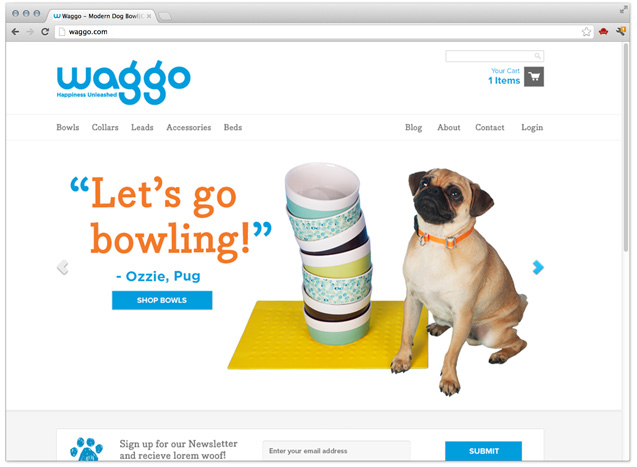 Waggo – Modern Dog Bowl
waggo.com
waggo
Happiness Unleashed
Your Cart
1 Items
Bowls Collars Leads Accessories Beds Blog About Contact Login
“Let’s go
bowling!”
- Ozzie, Pug
SHOP BOWLS
Sign up for our Newsletter
and recieve lorem woof!
Enter your email address
SUBMIT